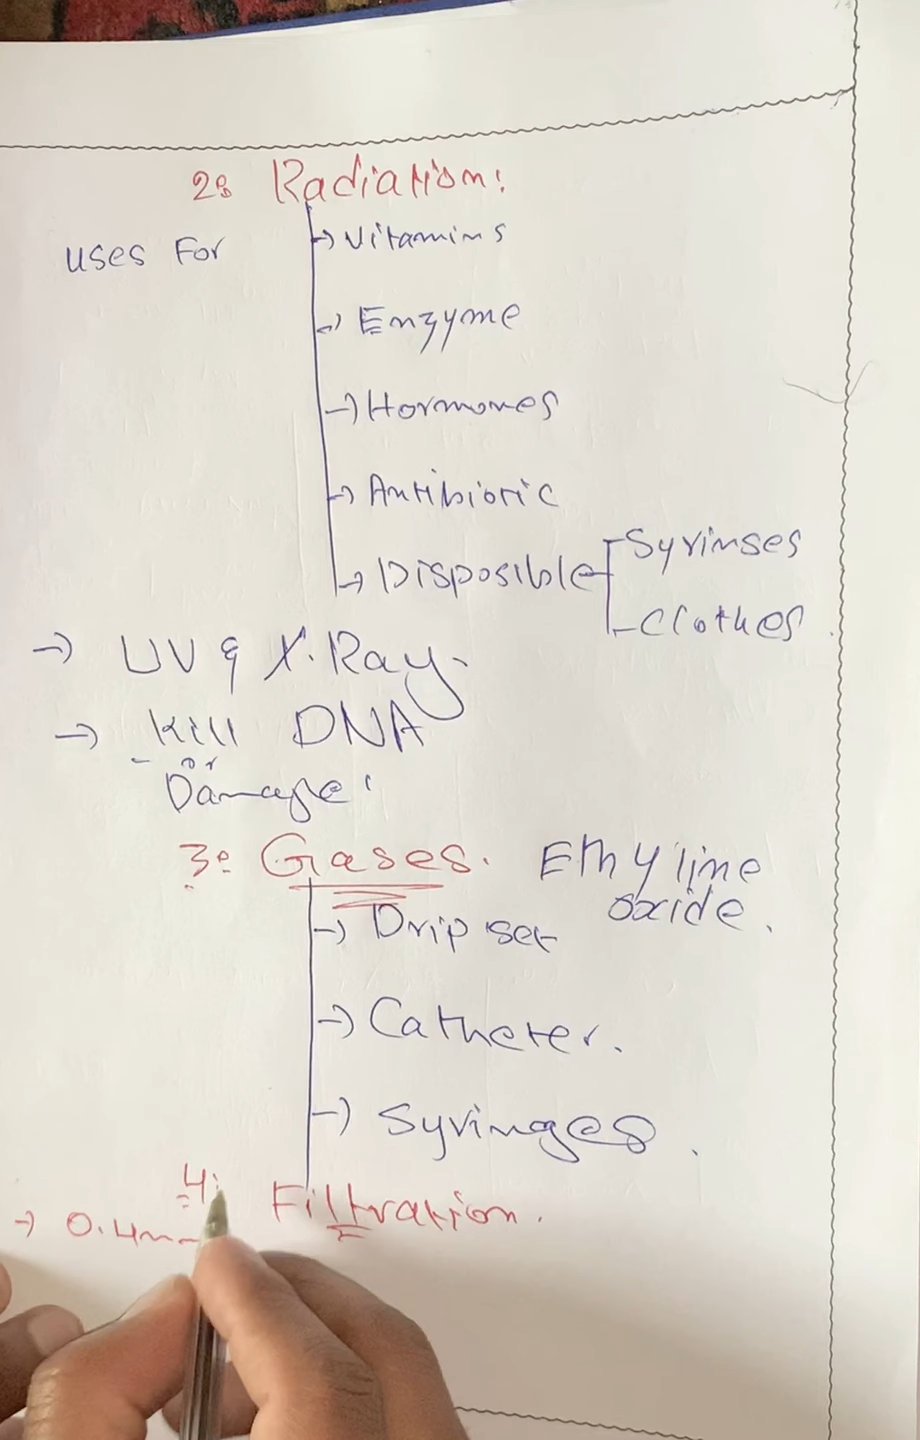 2: Radiation:
uses For
→ Vitamins
→ Enzyme
→ Hormones
→ Antibiotic
→ Disposible
Syrinses
Clothes.
→ UV & X.Ray.
→ Kill DNA
or
Damage:
3: Gases. Ethyline
oxide.
→ Drip set
→ Catheter.
→ Syringes.
4: Filtration.
→ 0.4